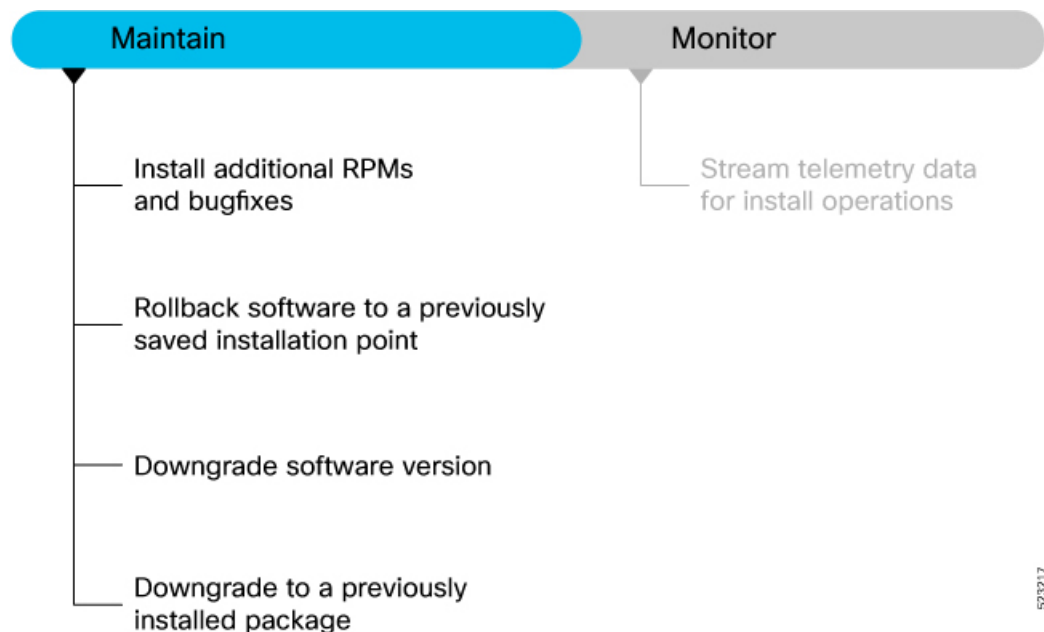 Maintain
Monitor
Install additional RPMs
and bugfixes
Stream telemetry data
for install operations
Rollback software to a previously
saved installation point
Downgrade software version
Downgrade to a previously
installed package
523217